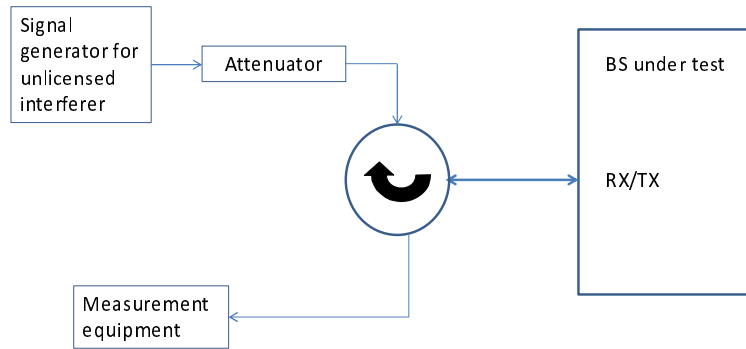 Signal
generator for
unlicensed
interferer
Attenuator
BS under test
RX/TX
Measurement
equipment